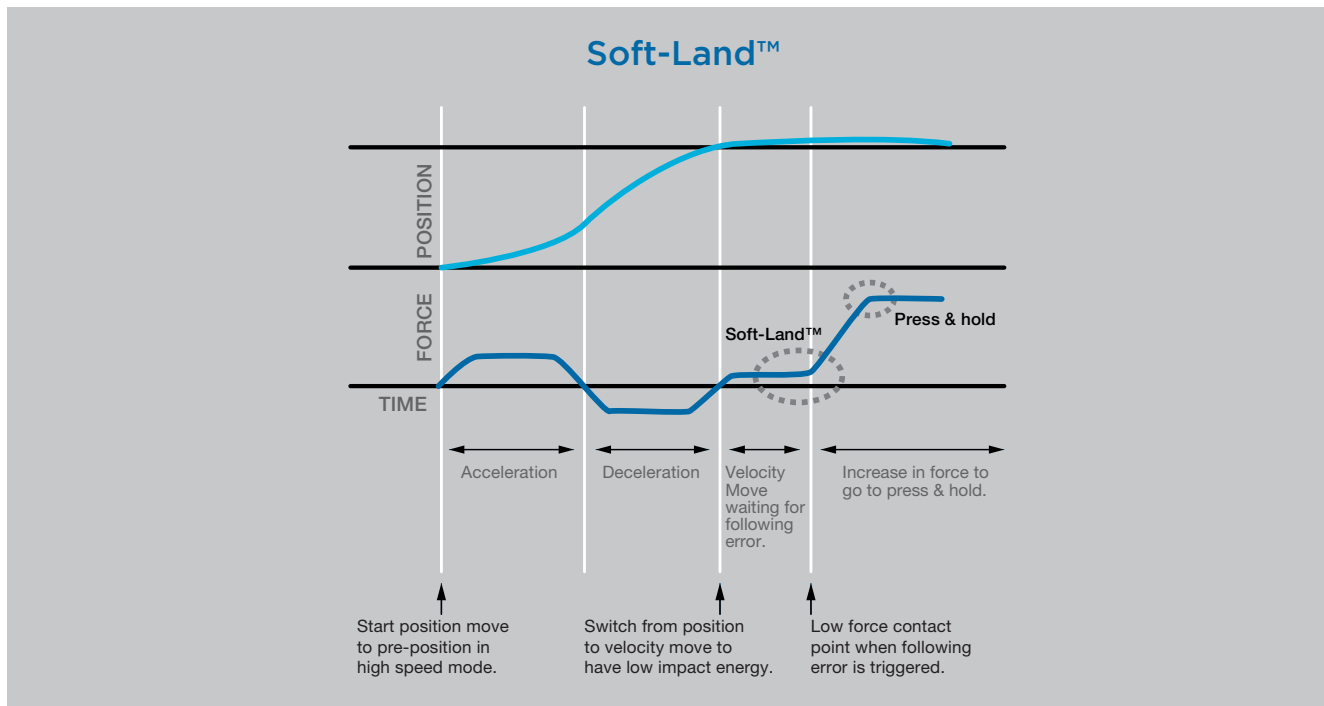 Soft-Land™
POSITION
FORCE
Soft-Land™
Press & hold
TIME
Acceleration
Deceleration
Velocity
Move
waiting for
following
error.
Increase in force to
go to press & hold.
Start position move
to pre-position in
high speed mode.
Switch from position
to velocity move to
have low impact energy.
Low force contact
point when following
error is triggered.